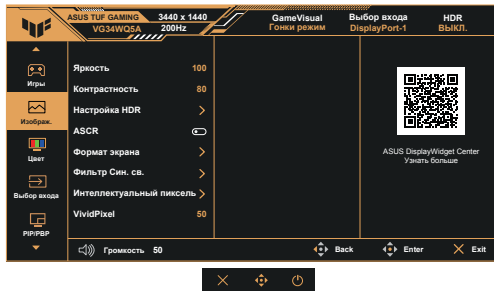 ASUS TUF GAMING 3440 x 1440
VG34WQ5A 200Hz
GameVisual
Гонки режим
Выбор входа
DisplayPort-1
HDR
ВЫКЛ.
Игры
Изображ.
Цвет
Выбор входа
PIP/PBP
Яркость 100
Контрастность 80
Настройка HDR
ASCR
Формат экрана
Фильтр Син. св.
Интеллектуальный пиксель
VividPixel 50
ASUS DisplayWidget Center
Узнать больше
Громкость 50
Back
Enter
Exit